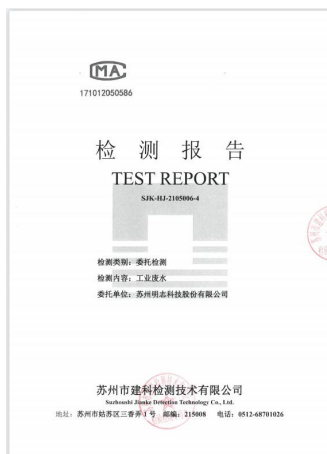 MA
171012050586
检 测 报 告
TEST REPORT
SJK-HJ-2105006-4
检测类别：委托检测
检测内容：工业废水
委托单位：苏州明志科技股份有限公司
苏州市建科检测技术有限公司
Suzhoushi Jianke Detection Technology Co., Ltd.
地址：苏州市姑苏区三香弄1号 邮编：215008 电话：0512-68701026